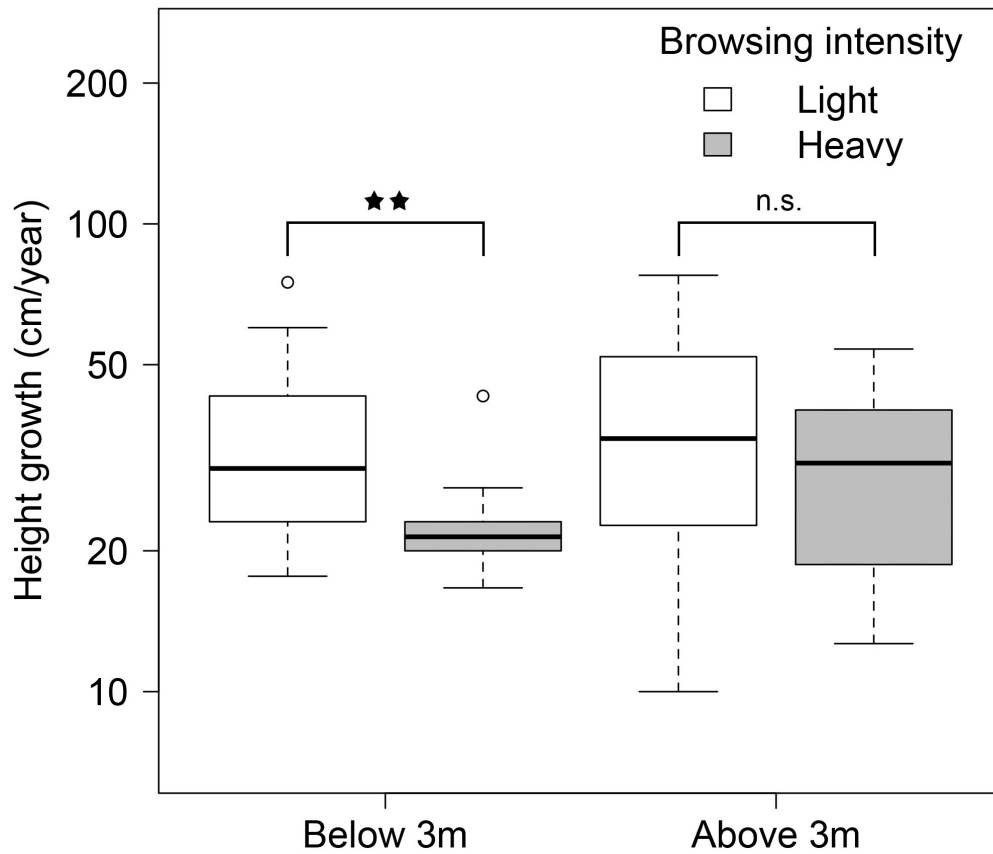 Browsing intensity
Light
Heavy
Height growth (cm/year)
200
100
50
20
10
★★
n.s.
Below 3m
Above 3m